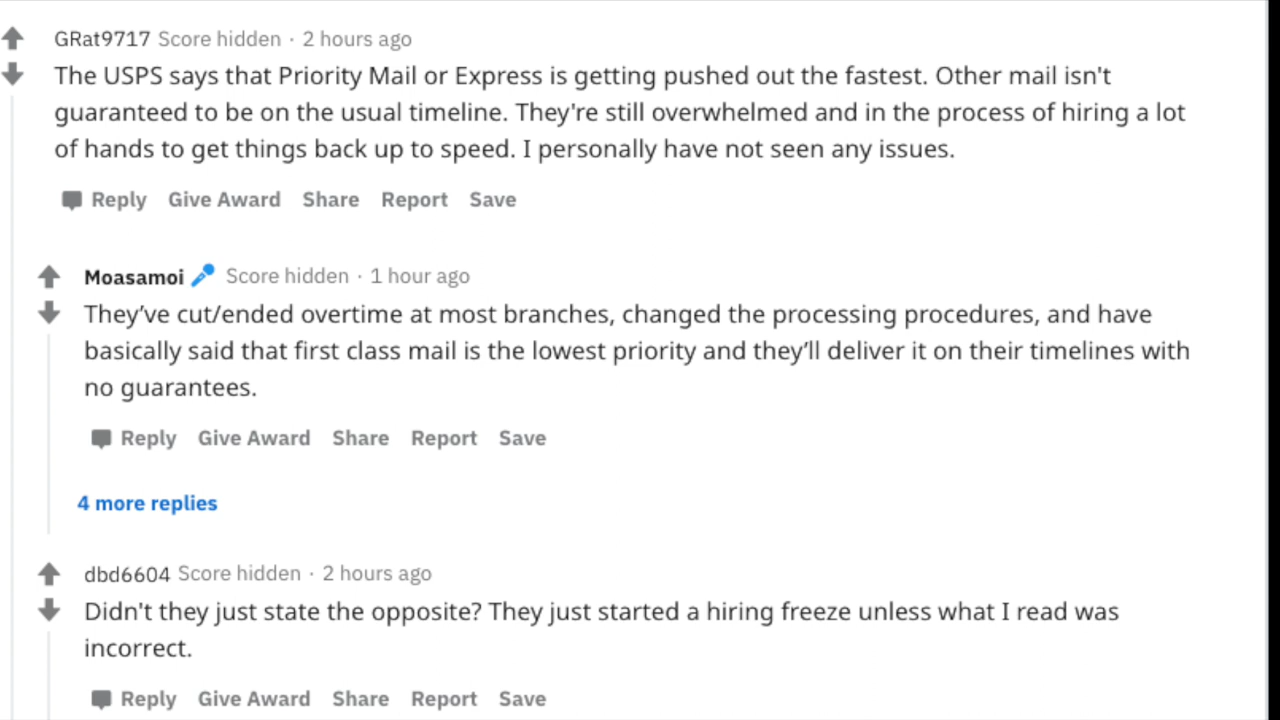 GRat9717 Score hidden · 2 hours ago
The USPS says that Priority Mail or Express is getting pushed out the fastest. Other mail isn't
guaranteed to be on the usual timeline. They're still overwhelmed and in the process of hiring a lot
of hands to get things back up to speed. I personally have not seen any issues.
Reply Give Award Share Report Save
Moasamoi Score hidden · 1 hour ago
They’ve cut/ended overtime at most branches, changed the processing procedures, and have
basically said that first class mail is the lowest priority and they’ll deliver it on their timelines with
no guarantees.
Reply Give Award Share Report Save
4 more replies
dbd6604 Score hidden · 2 hours ago
Didn't they just state the opposite? They just started a hiring freeze unless what I read was
incorrect.
Reply Give Award Share Report Save